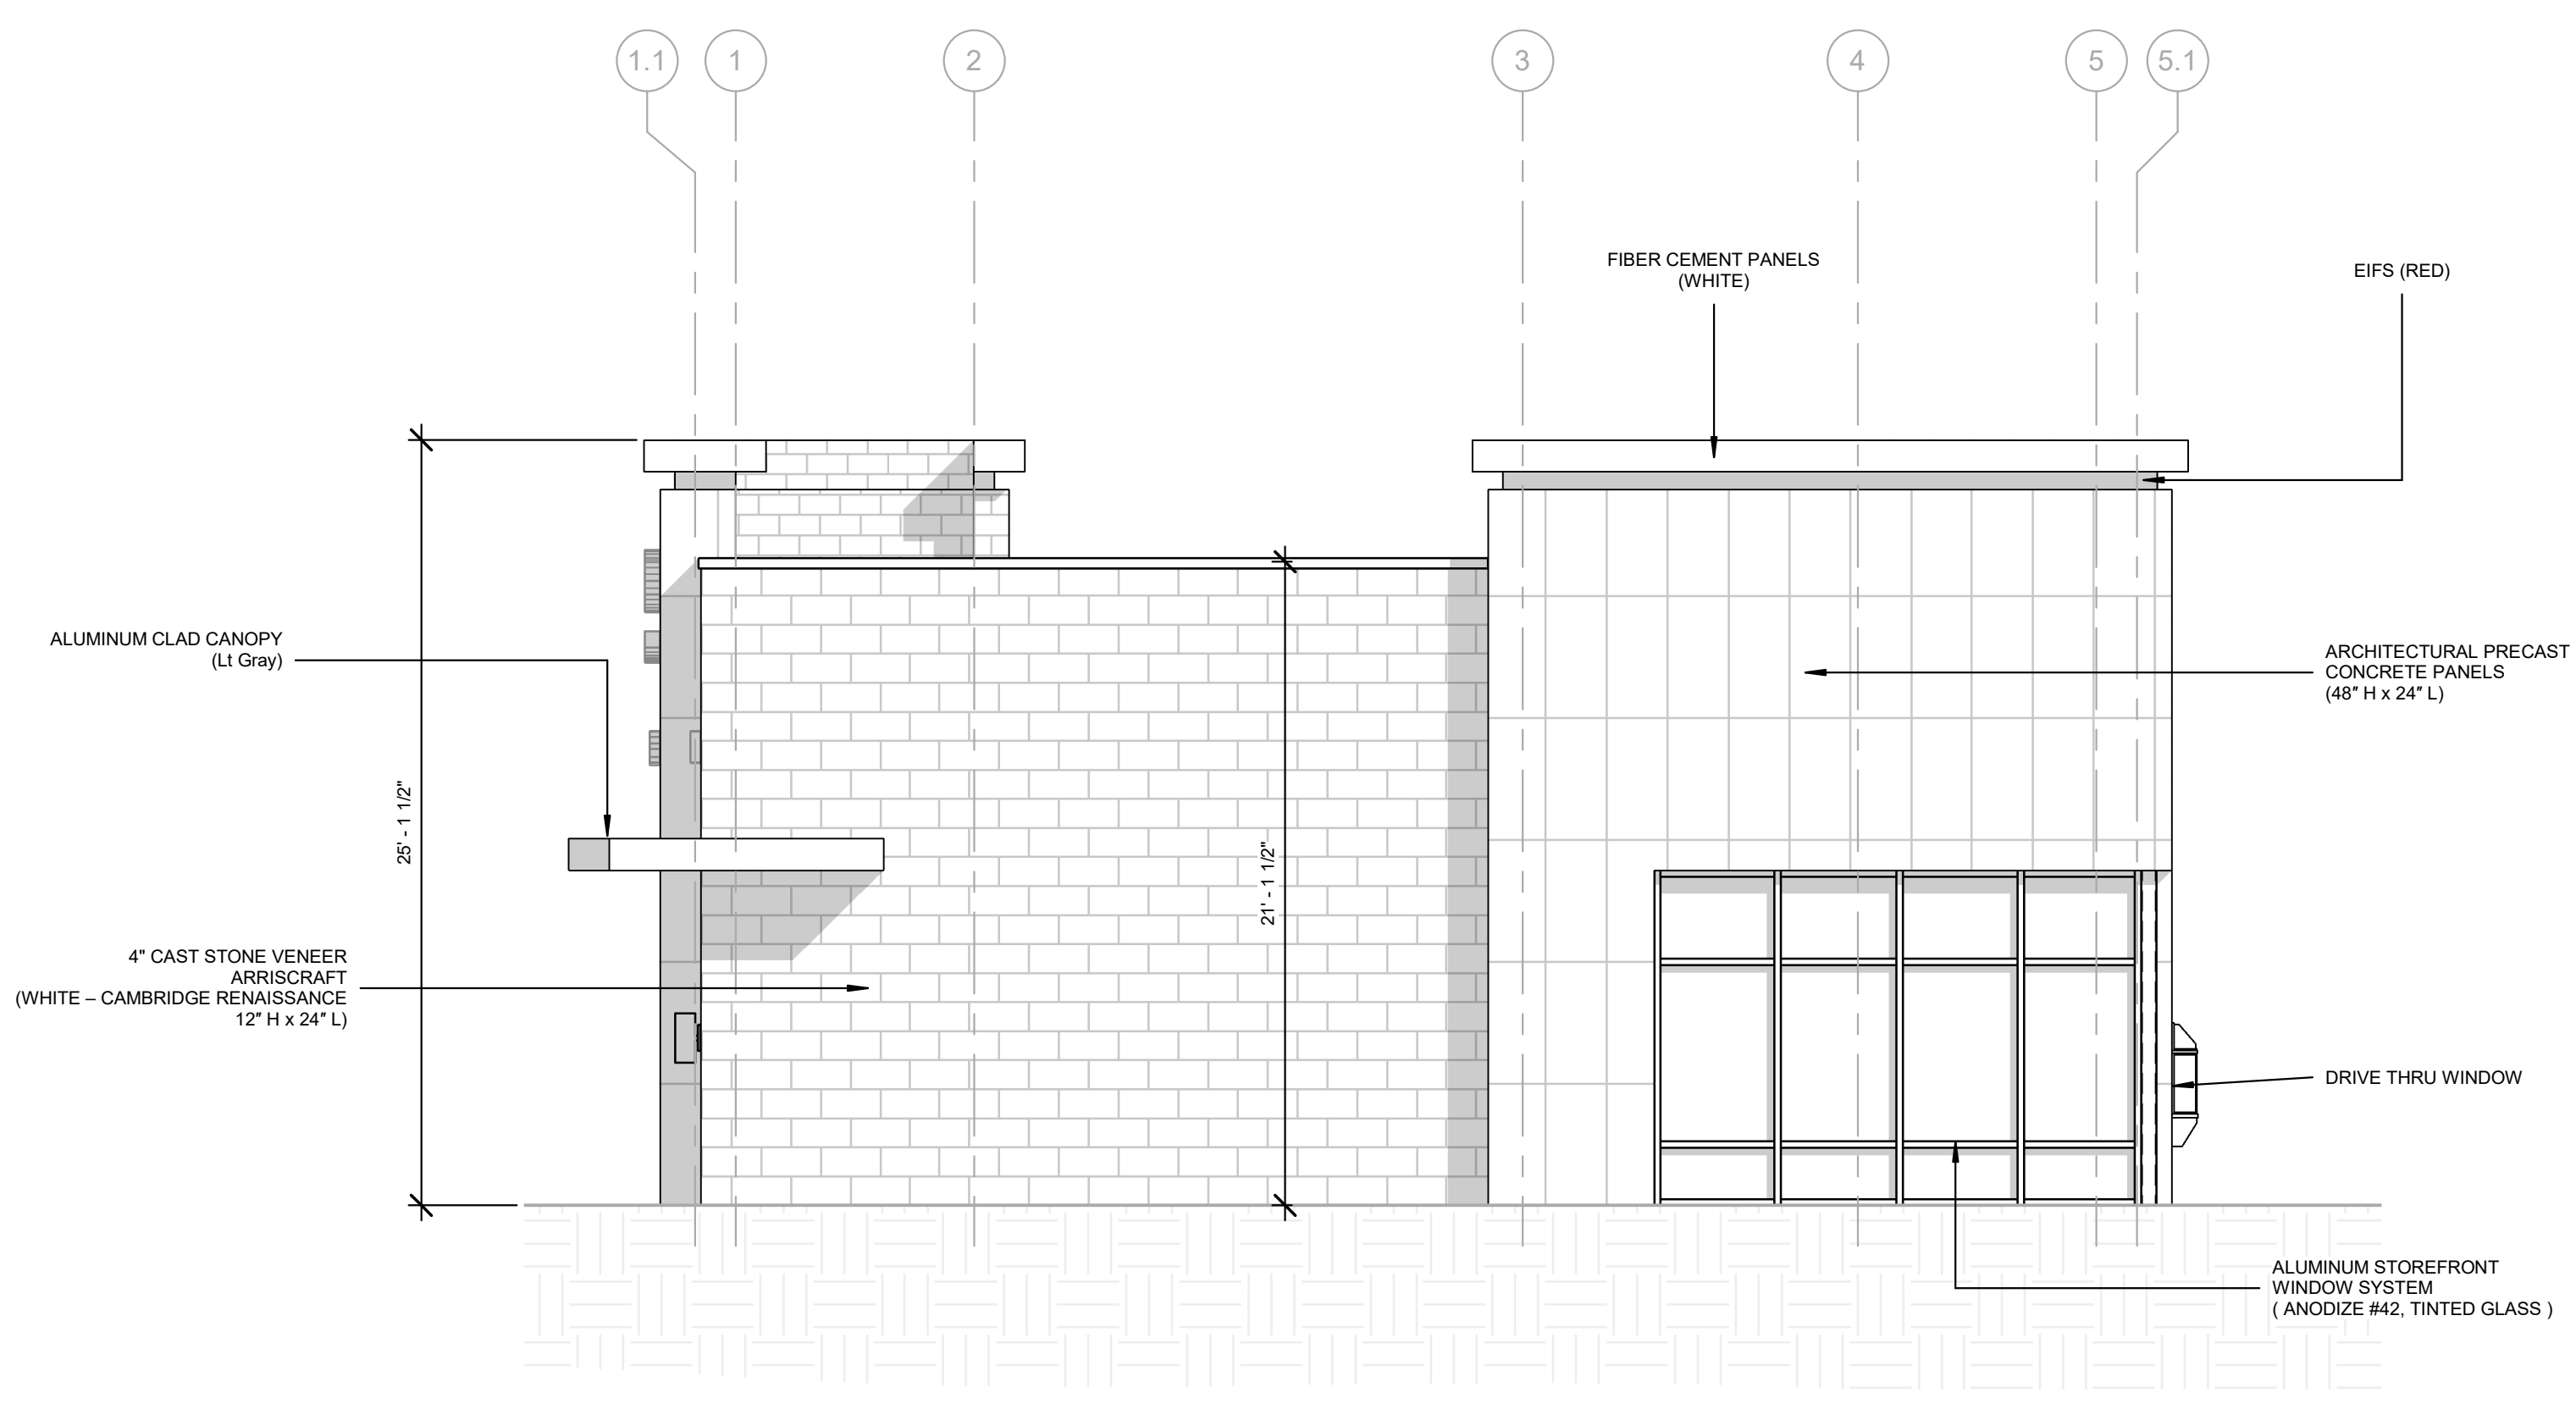 1.1
1
2
3
4
5
5.1
FIBER CEMENT PANELS
(WHITE)
EIFS (RED)
ALUMINUM CLAD CANOPY
(Lt Gray)
ARCHITECTURAL PRECAST
CONCRETE PANELS
(48″ H x 24″ L)
25' - 1 1/2"
21' - 1 1/2"
4" CAST STONE VENEER
ARRISCRAFT
(WHITE – CAMBRIDGE RENAISSANCE
12″ H x 24″ L)
DRIVE THRU WINDOW
ALUMINUM STOREFRONT
WINDOW SYSTEM
( ANODIZE #42, TINTED GLASS )